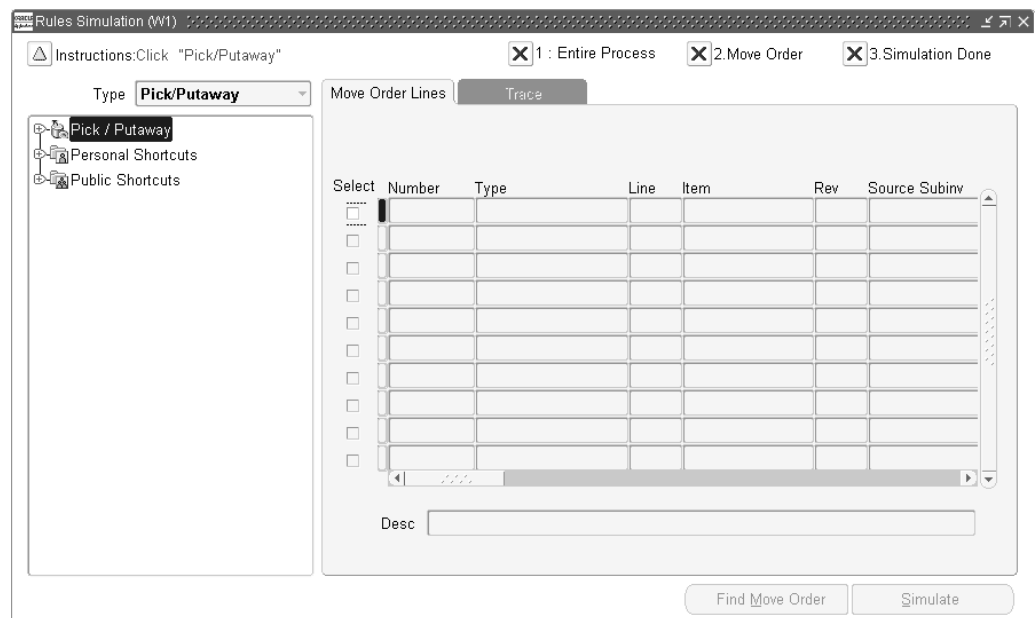 Rules Simulation (W1)
Instructions:Click "Pick/Putaway"
1 : Entire Process
2.Move Order
3.Simulation Done
Type Pick/Putaway
Pick / Putaway
Personal Shortcuts
Public Shortcuts
Move Order Lines
Trace
Select Number Type Line Item Rev Source Subinv
Desc
Find Move Order
Simulate